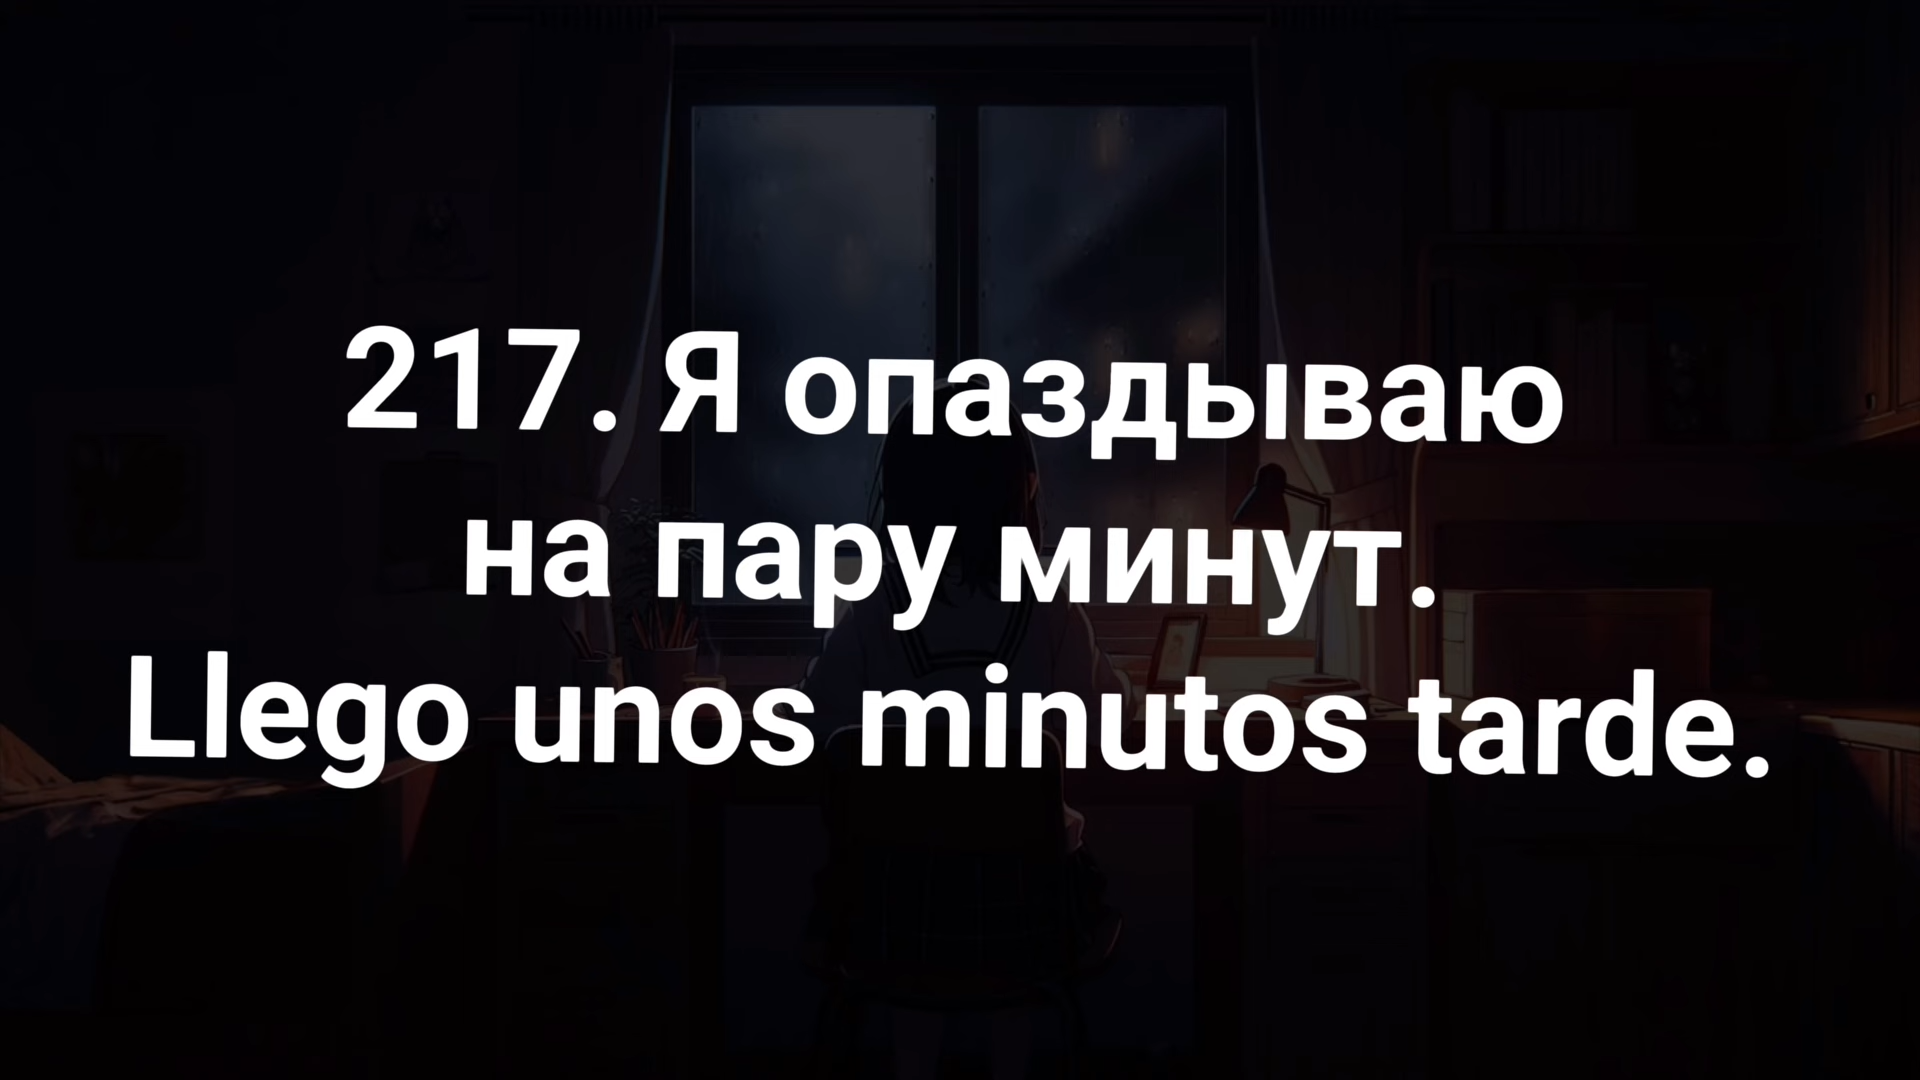 217. Я опаздываю
на пару минут.
Llego unos minutos tarde.